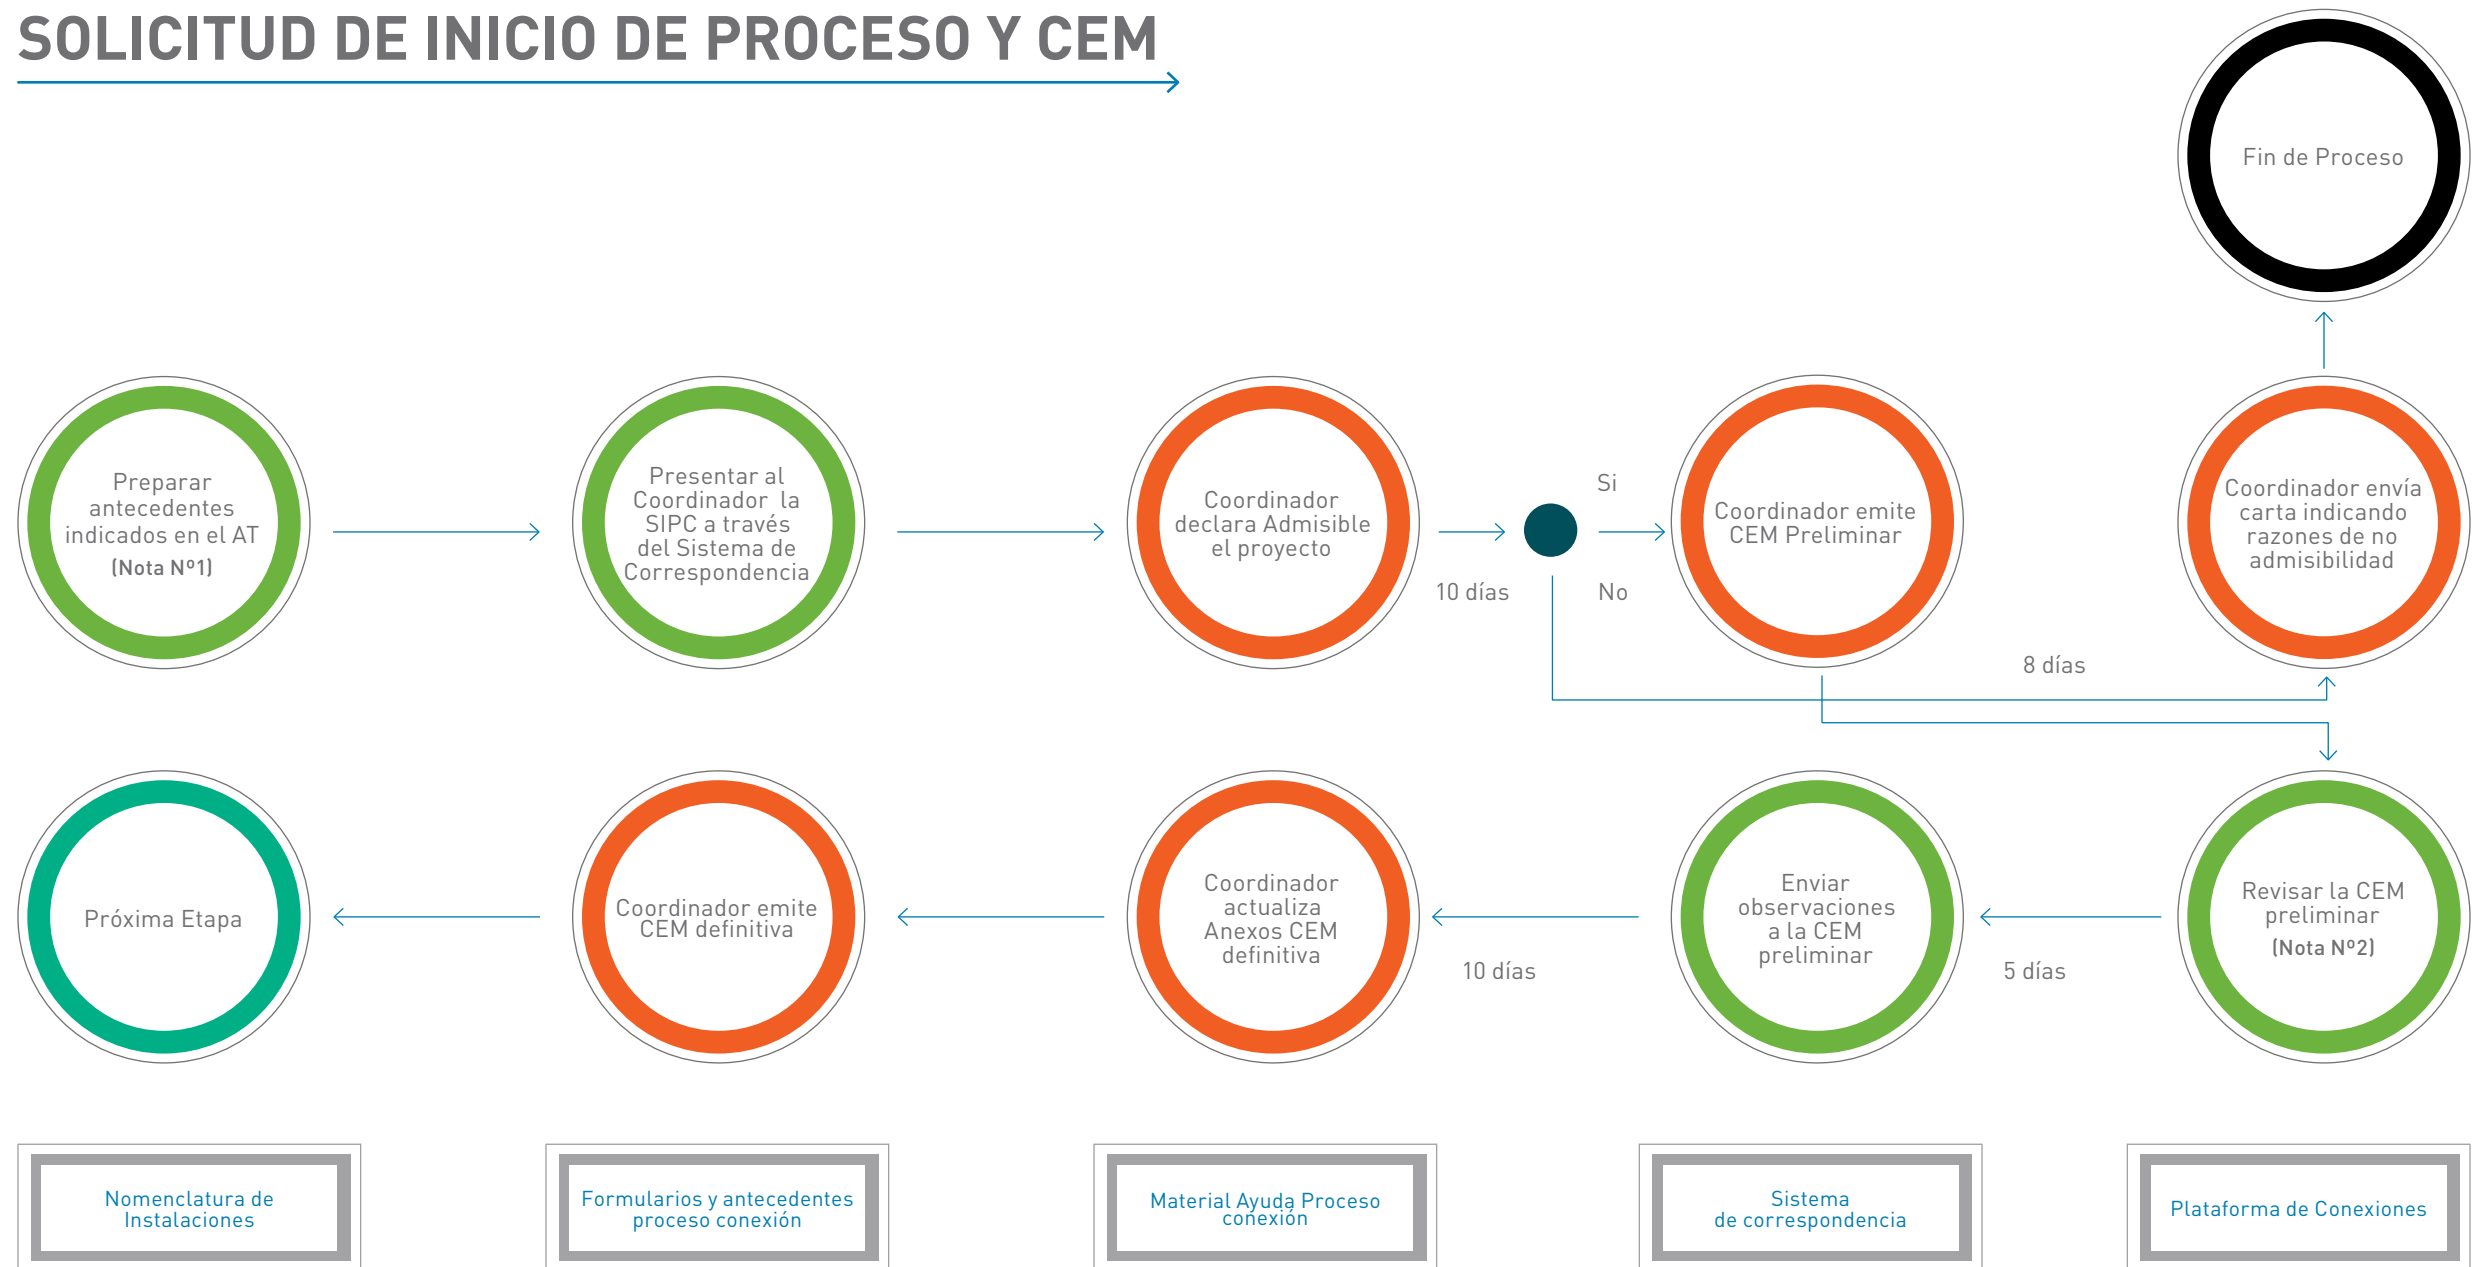 SOLICITUD DE INICIO DE PROCESO Y CEM
Fin de Proceso
Preparar
antecedentes
indicados en el AT
(Nota Nº1)
Presentar al
Coordinador la
SIPC a través
del Sistema de
Correspondencia
Coordinador
declara Admisible
el proyecto
10 días
Si
No
Coordinador emite
CEM Preliminar
Coordinador envía
carta indicando
razones de no
admisibilidad
8 días
Próxima Etapa
Coordinador emite
CEM definitiva
Coordinador
actualiza
Anexos CEM
definitiva
10 días
Enviar
observaciones
a la CEM
preliminar
5 días
Revisar la CEM
preliminar
(Nota Nº2)
Nomenclatura de
Instalaciones
Formularios y antecedentes
proceso conexión
Material Ayuda Proceso
conexión
Sistema
de correspondencia
Plataforma de Conexiones